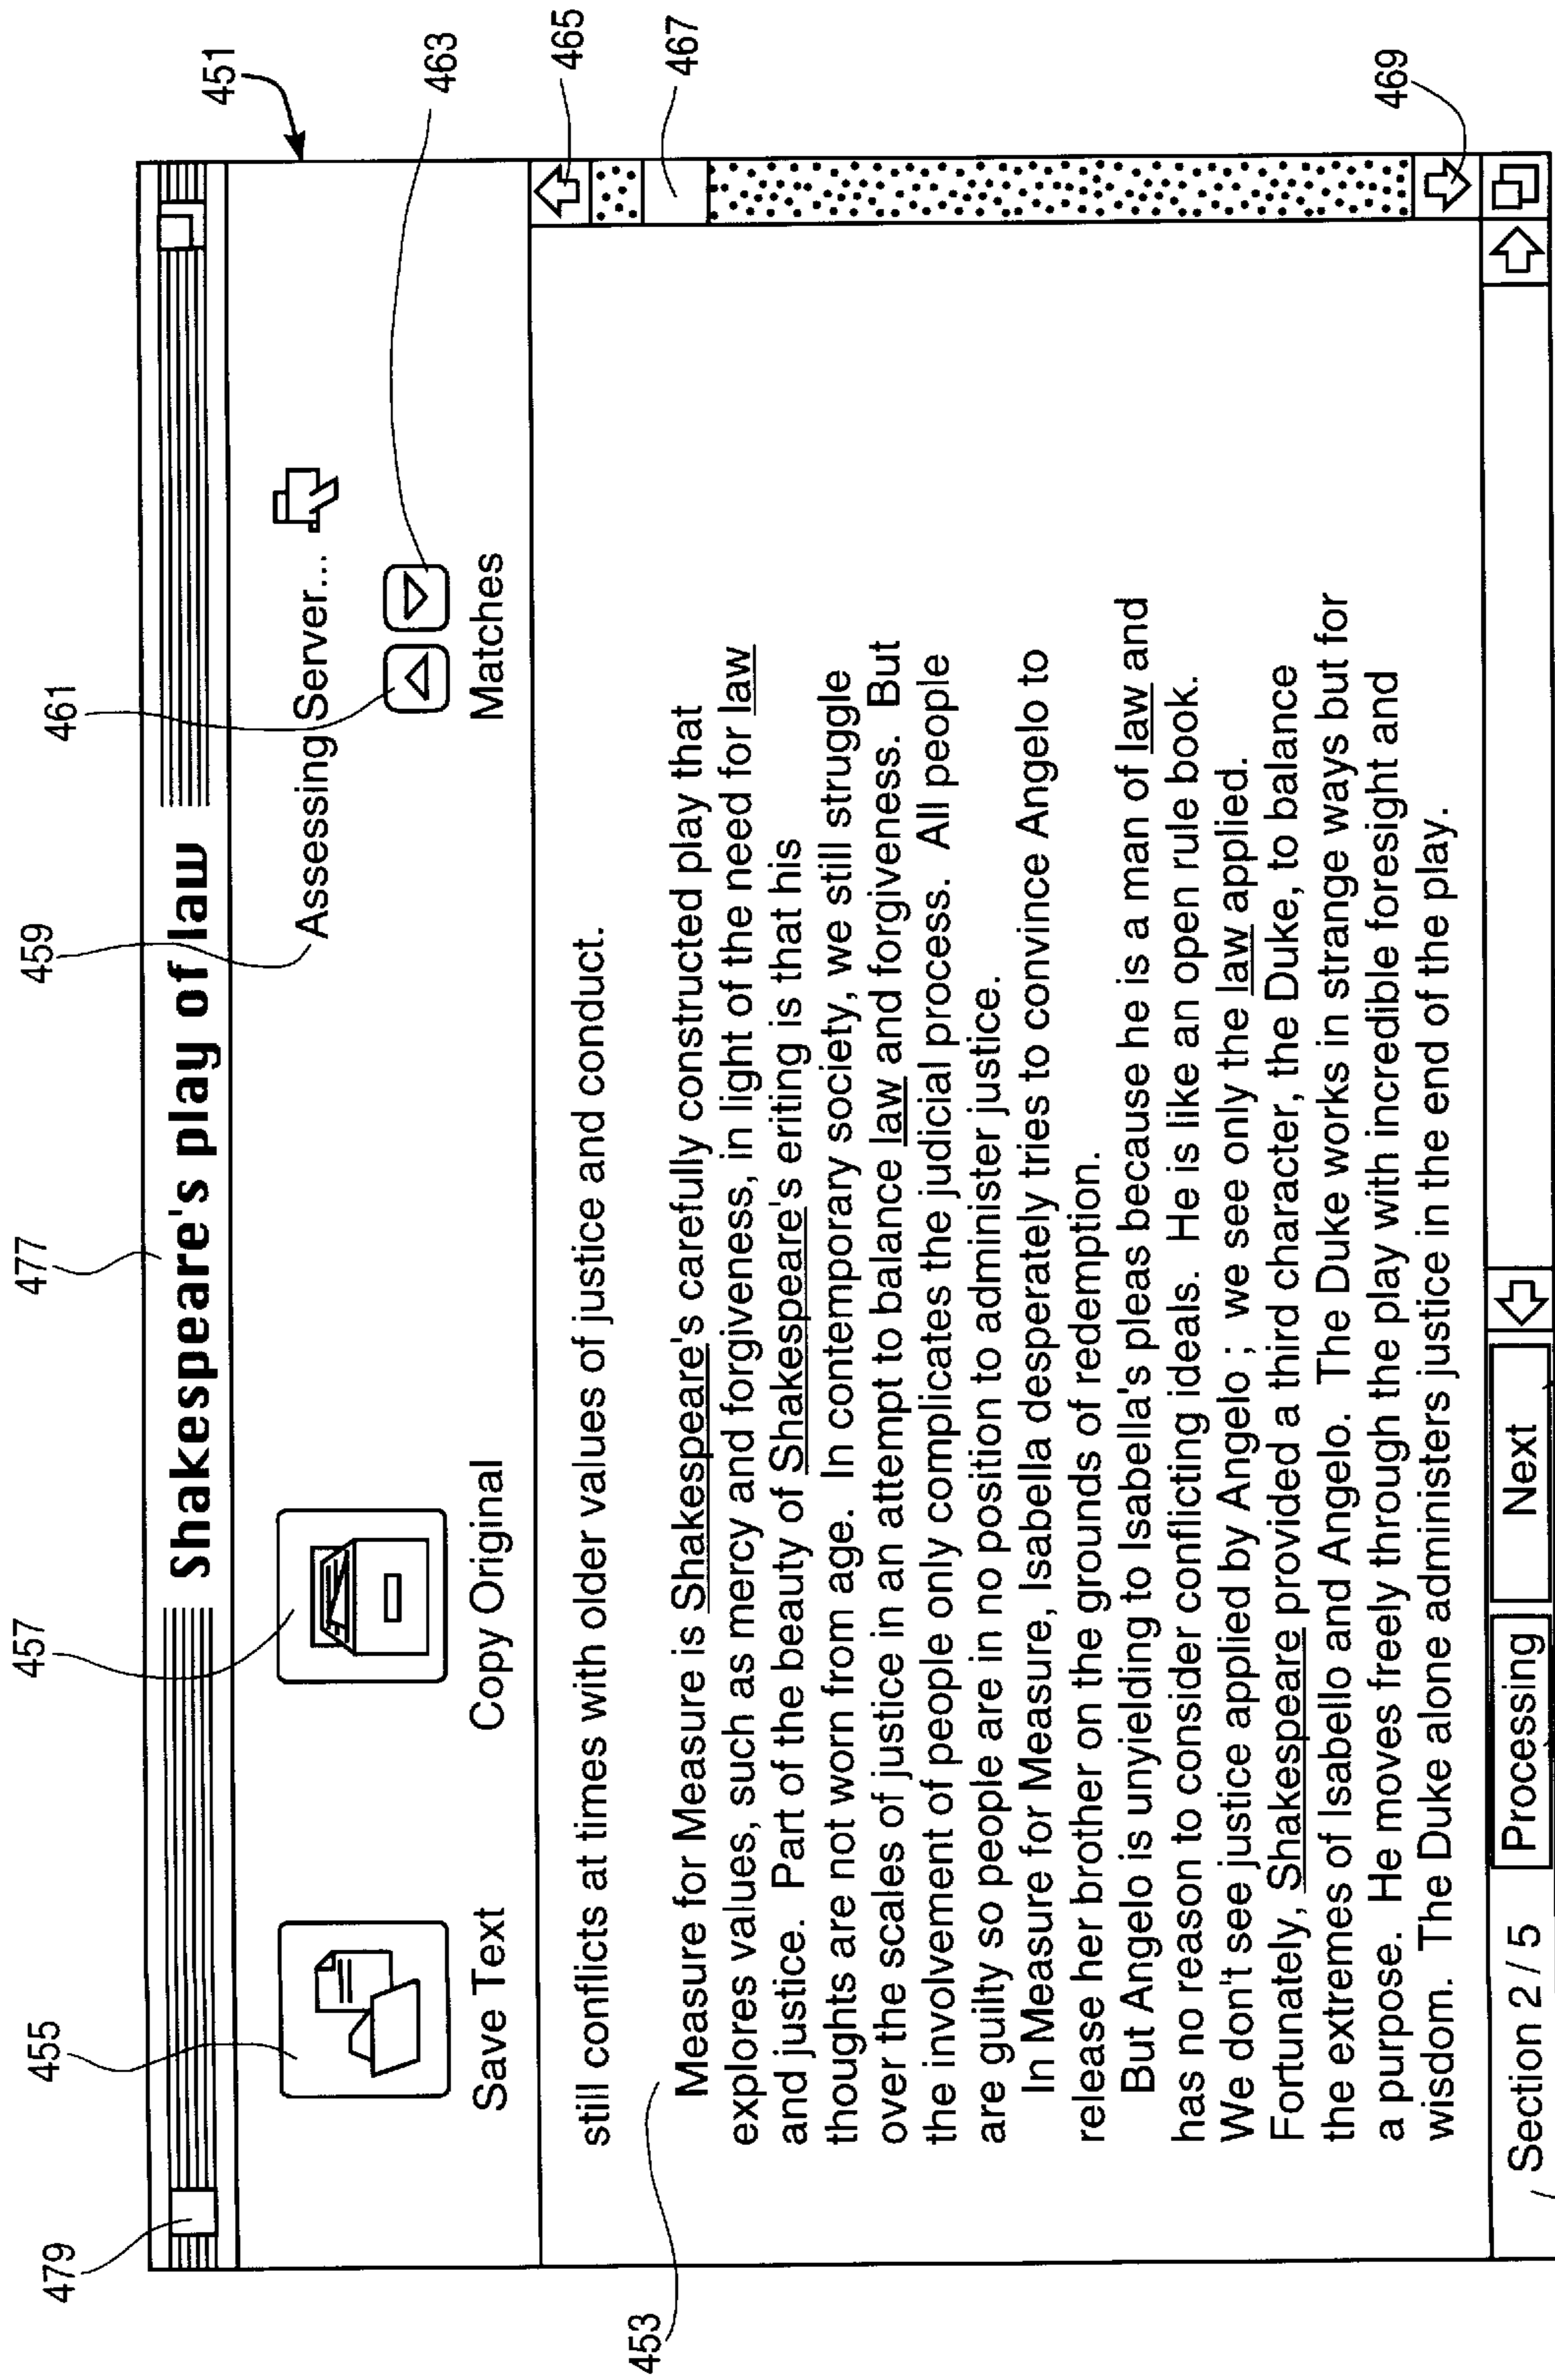 479
455
457
477
459
461
451
463
465
467
469
453
Shakespeare's play of law
Assessing Server...
Save Text
Copy Original
Matches
still conflicts at times with older values of justice and conduct.
Measure for Measure is Shakespeare's carefully constructed play that
explores values, such as mercy and forgiveness, in light of the need for law
and justice. Part of the beauty of Shakespeare's eriting is that his
thoughts are not worn from age. In contemporary society, we still struggle
over the scales of justice in an attempt to balance law and forgiveness. But
the involvement of people only complicates the judicial process. All people
are guilty so people are in no position to administer justice.
In Measure for Measure, Isabella desperately tries to convince Angelo to
release her brother on the grounds of redemption.
But Angelo is unyielding to Isabella's pleas because he is a man of law and
has no reason to consider conflicting ideals. He is like an open rule book.
We don't see justice applied by Angelo ; we see only the law applied.
Fortunately, Shakespeare provided a third character, the Duke, to balance
the extremes of Isabello and Angelo. The Duke works in strange ways but for
a purpose. He moves freely through the play with incredible foresight and
wisdom. The Duke alone administers justice in the end of the play.
Section 2 / 5
Processing
Next